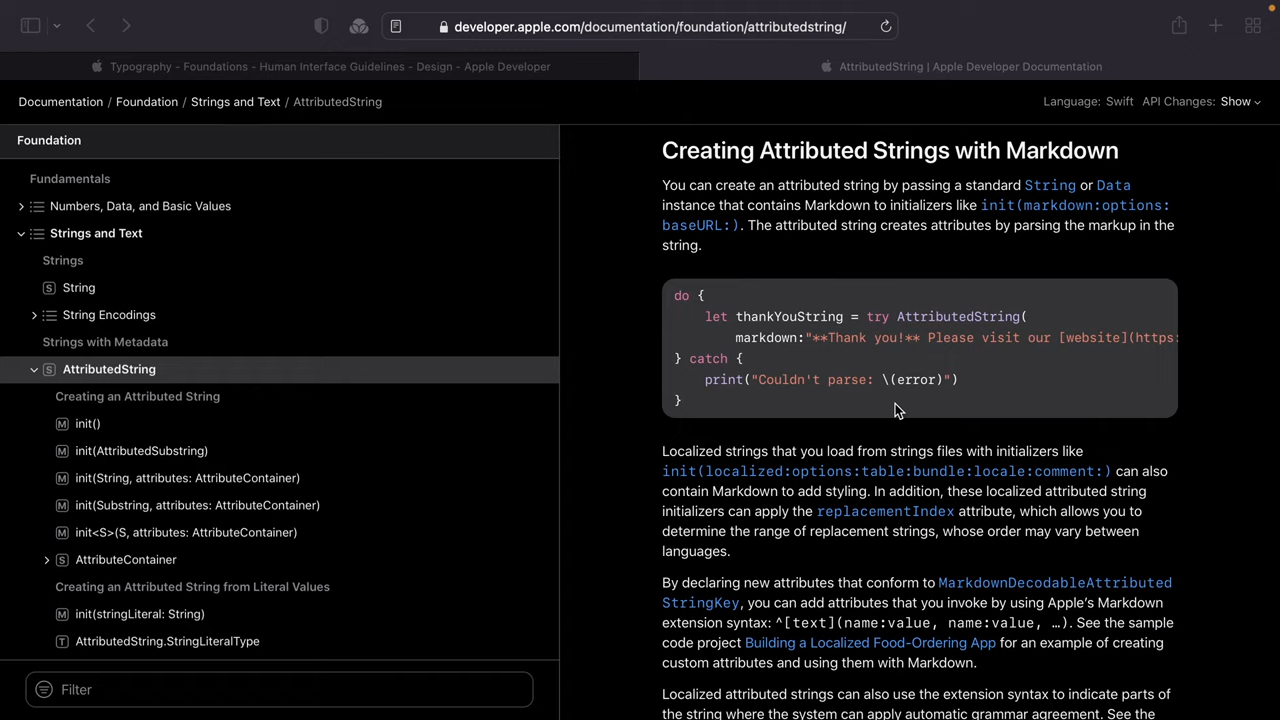 developer.apple.com/documentation/foundation/attributedstring/
Typography - Foundations - Human Interface Guidelines - Design - Apple Developer
AttributedString | Apple Developer Documentation
Documentation / Foundation / Strings and Text / AttributedString
Language: Swift API Changes: Show
Foundation
Fundamentals
Numbers, Data, and Basic Values
Strings and Text
Strings
S String
String Encodings
Strings with Metadata
S AttributedString
Creating an Attributed String
M init()
M init(AttributedSubstring)
M init(String, attributes: AttributeContainer)
M init(Substring, attributes: AttributeContainer)
M init<S>(S, attributes: AttributeContainer)
S AttributeContainer
Creating an Attributed String from Literal Values
M init(stringLiteral: String)
T AttributedString.StringLiteralType
Filter
Creating Attributed Strings with Markdown
You can create an attributed string by passing a standard String or Data
instance that contains Markdown to initializers like init(markdown:options:
baseURL:). The attributed string creates attributes by parsing the markup in the
string.
do {
let thankYouString = try AttributedString(
markdown:"**Thank you!** Please visit our [website](https:
} catch {
print("Couldn't parse: \(error)")
}
Localized strings that you load from strings files with initializers like
init(localized:options:table:bundle:locale:comment:) can also
contain Markdown to add styling. In addition, these localized attributed string
initializers can apply the replacementIndex attribute, which allows you to
determine the range of replacement strings, whose order may vary between
languages.
By declaring new attributes that conform to MarkdownDecodableAttributed
StringKey, you can add attributes that you invoke by using Apple's Markdown
extension syntax: ^[text](name:value, name:value, …). See the sample
code project Building a Localized Food-Ordering App for an example of creating
custom attributes and using them with Markdown.
Localized attributed strings can also use the extension syntax to indicate parts of
the string where the system can apply automatic grammar agreement. See the